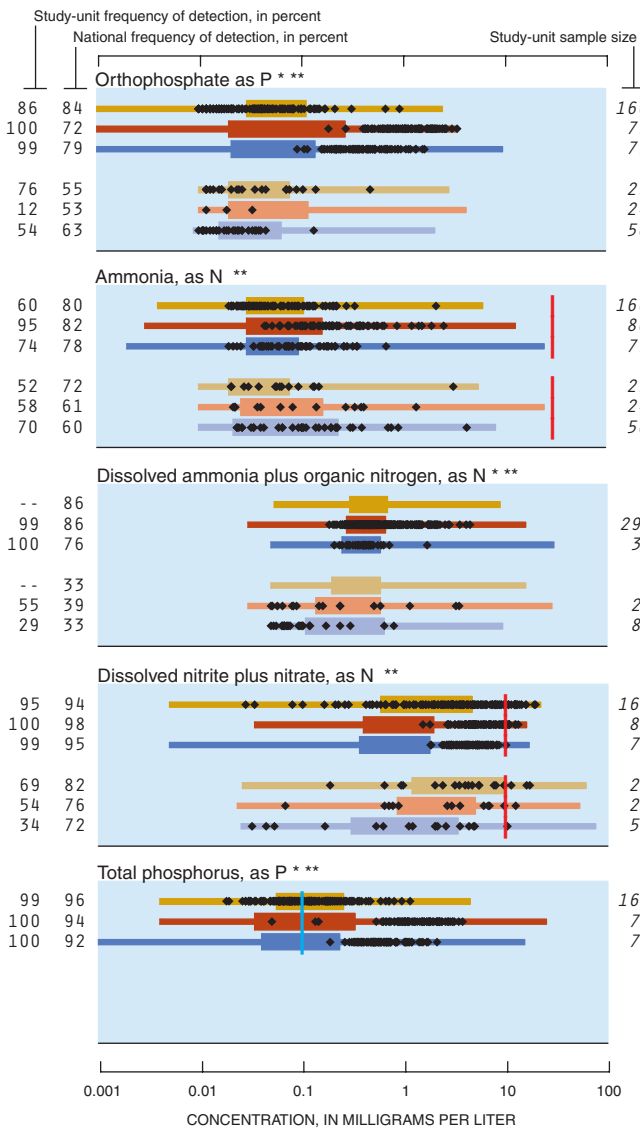 Study-unit frequency of detection, in percent
National frequency of detection, in percent
Study-unit sample size
Orthophosphate as P * **
86 84
100 72 7
99 79 7
76 55 2
12 53 2
54 63
Ammonia, as N **
60 80
95 82 8
74 78 7
52 72 2
58 61 2
70 60
Dissolved ammonia plus organic nitrogen, as N * **
-- 86
99 86 29
100 76 3
-- 33
55 39 2
29 33 8
Dissolved nitrite plus nitrate, as N **
95 94 16
100 98 8
99 95 7
69 82 2
54 76 2
34 72 5
Total phosphorus, as P * **
99 96 16
100 94 7
100 92 7
0.001 0.01 0.1 1 10 100
CONCENTRATION, IN MILLIGRAMS PER LITER